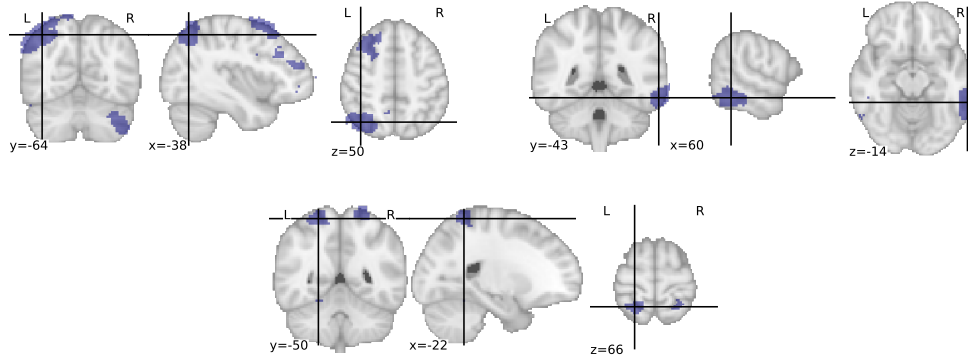 L R
y=-64 x=-38 z=50
L R
y=-43 x=60 z=-14
L R
y=-50 x=-22
L R
z=66